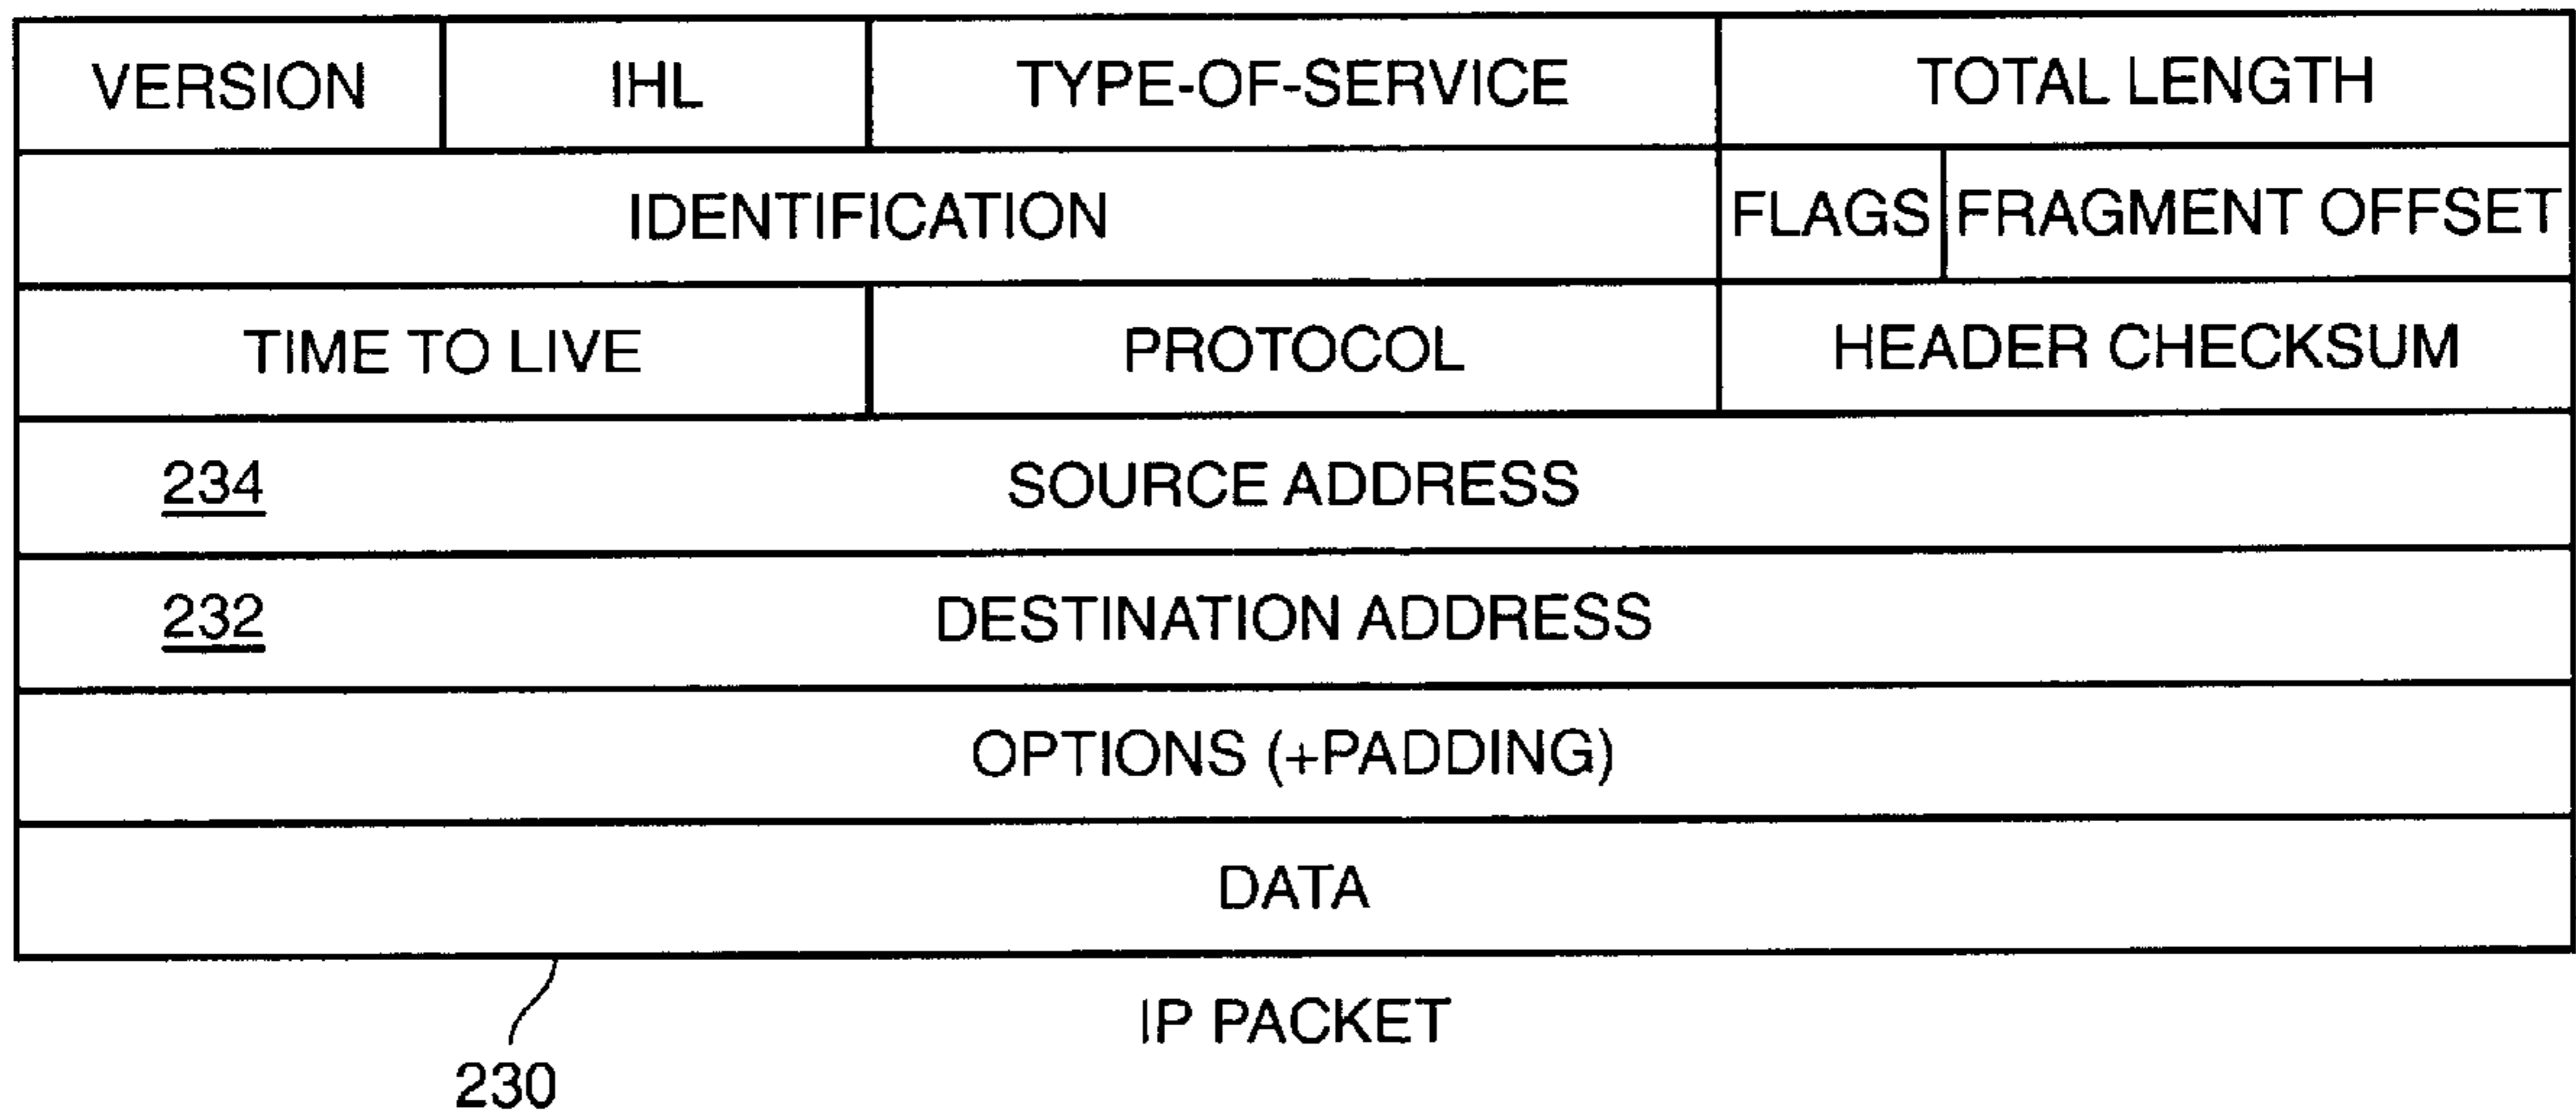 VERSION IHL TYPE-OF-SERVICE TOTAL LENGTH
IDENTIFICATION FLAGS FRAGMENT OFFSET
TIME TO LIVE PROTOCOL HEADER CHECKSUM
234 SOURCE ADDRESS
232 DESTINATION ADDRESS
OPTIONS (+PADDING)
DATA
IP PACKET
230